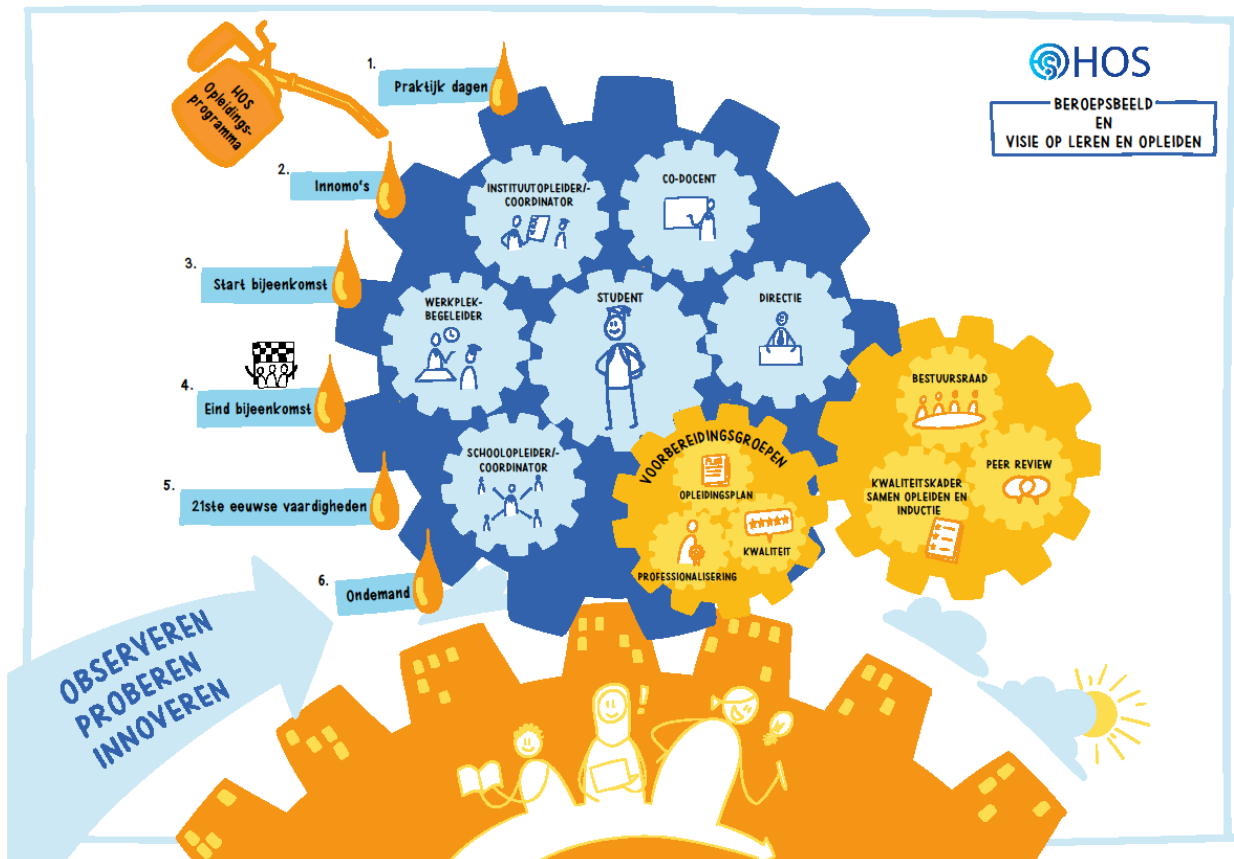 HOS
Opleidings-
programma
1.
Praktijk dagen
2.
Innomo's
3.
Start bijeenkomst
4.
Eind bijeenkomst
5.
21ste eeuwse vaardigheden
6.
Ondemand
HOS
BEROEPSBEELD
EN
VISIE OP LEREN EN OPLEIDEN
INSTITUUTOPLEIDER/-
COORDINATOR
CO-DOCENT
WERKPLEK-
BEGELEIDER
STUDENT
DIRECTIE
SCHOOLOPLEIDER/-
COORDINATOR
VOORBEREIDINGSGROEPEN
OPLEIDINGSPLAN
KWALITEIT
PROFESSIONALISERING
BESTUURSRAAD
PEER REVIEW
KWALITEITSKADER
SAMEN OPLEIDEN EN
INDUCTIE
OBSERVEREN
PROBEREN
INNOVEREN
!